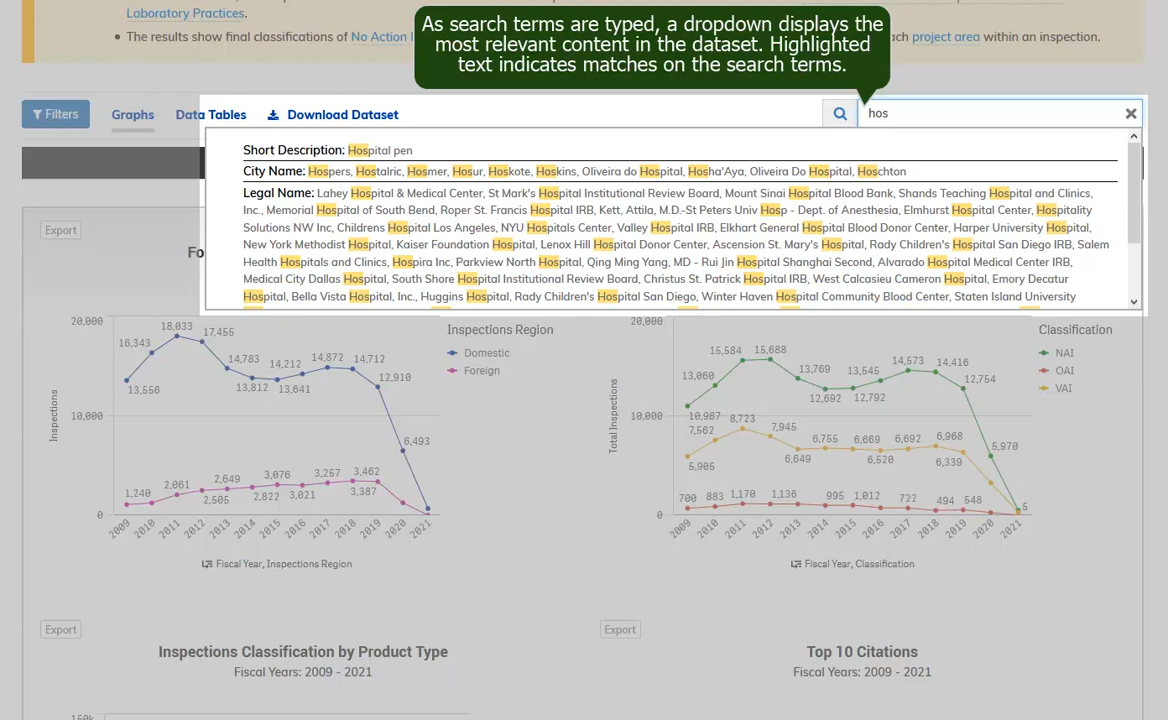 Laboratory Practices.
As search terms are typed, a dropdown displays the
most relevant content in the dataset. Highlighted
text indicates matches on the search terms.
• The results show final classifications of No Action I
ach project area within an inspection.
Filters
Graphs
Data Tables
Download Dataset
hos
Short Description: Hospital pen
City Name: Hospers, Hostalric, Hosmer, Hosur, Hoskote, Hoskins, Oliveira do Hospital, Hosha'Aya, Oliveira Do Hospital, Hoschton
Legal Name: Lahey Hospital & Medical Center, St Mark's Hospital Institutional Review Board, Mount Sinai Hospital Blood Bank, Shands Teaching Hospital and Clinics,
Inc., Memorial Hospital of South Bend, Roper St. Francis Hospital IRB, Kett, Attila, M.D.-St Peters Univ Hosp - Dept. of Anesthesia, Elmhurst Hospital Center, Hospitality
Solutions NW Inc, Childrens Hospital Los Angeles, NYU Hospitals Center, Valley Hospital IRB, Elkhart General Hospital Blood Donor Center, Harper University Hospital,
New York Methodist Hospital, Kaiser Foundation Hospital, Lenox Hill Hospital Donor Center, Ascension St. Mary's Hospital, Rady Children's Hospital San Diego IRB, Salem
Health Hospitals and Clinics, Hospira Inc, Parkview North Hospital, Qing Ming Yang, MD - Rui Jin Hospital Shanghai Second, Alvarado Hospital Medical Center IRB,
Medical City Dallas Hospital, South Shore Hospital Institutional Review Board, Christus St. Patrick Hospital IRB, West Calcasieu Cameron Hospital, Emory Decatur
Hospital, Bella Vista Hospital, Inc., Huggins Hospital, Rady Children's Hospital San Diego, Winter Haven Hospital Community Blood Center, Staten Island University
Export
Fo
20,000
10,000
0
Inspections
16,343
18,033
17,455
13,556
14,783
13,812
14,212
13,641
14,872
14,712
12,910
6,493
1,240
2,061
2,505
2,649
2,822
3,076
3,021
3,257
3,387
3,462
2009
2010
2011
2012
2013
2014
2015
2016
2017
2018
2019
2020
2021
Fiscal Year, Inspections Region
Inspections Region
Domestic
Foreign
20,000
10,000
0
Total Inspections
13,060
15,584
15,688
10,987
13,769
12,692
13,545
12,792
14,573
14,416
12,754
5,970
5
7,562
5,905
8,723
7,945
6,649
6,755
6,669
6,520
6,692
6,968
6,339
700
883
1,170
1,136
995
1,012
722
494
548
2009
2010
2011
2012
2013
2014
2015
2016
2017
2018
2019
2020
2021
Fiscal Year, Classification
Classification
NAI
OAI
VAI
Export
Inspections Classification by Product Type
Fiscal Years: 2009 - 2021
150k
Export
Top 10 Citations
Fiscal Years: 2009 - 2021